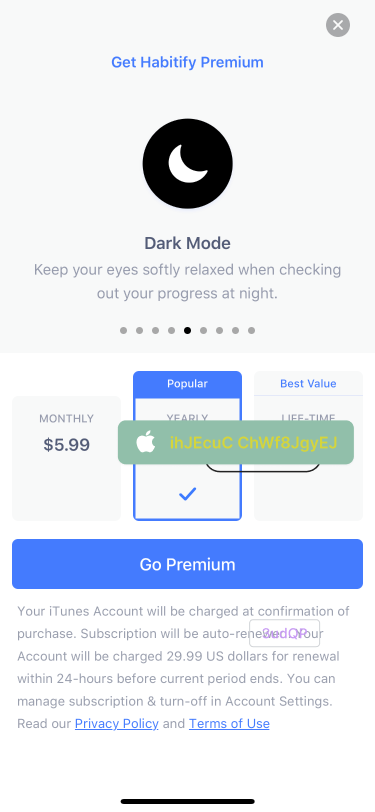 Get Habitify Premium
Dark Mode
Keep your eyes softly relaxed when checking
out your progress at night.
Popular
Best Value
MONTHLY
YEARLY
LIFE-TIME
$5.99
ihJEcuC ChWf8JgyEJ
Go Premium
Your iTunes Account will be charged at confirmation of
purchase. Subscription will be auto-renewed. Your
8edQP
Account will be charged 29.99 US dollars for renewal
within 24-hours before current period ends. You can
manage subscription & turn-off in Account Settings.
Read our Privacy Policy and Terms of Use